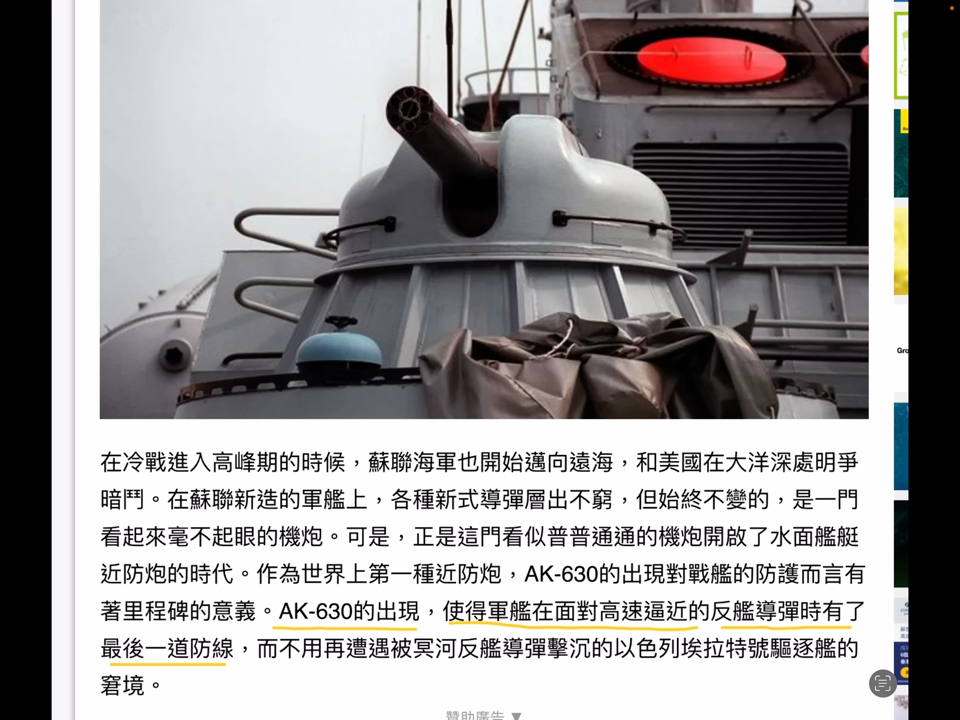 在冷戰進入高峰期的時候，蘇聯海軍也開始邁向遠海，和美國在大洋深處明爭
暗鬥。在蘇聯新造的軍艦上，各種新式導彈層出不窮，但始終不變的，是一門
看起來毫不起眼的機炮。可是，正是這門看似普普通通的機炮開啟了水面艦艇
近防炮的時代。作為世界上第一種近防炮，AK-630的出現對戰艦的防護而言有
著里程碑的意義。AK-630的出現，使得軍艦在面對高速逼近的反艦導彈時有了
最後一道防線，而不用再遭遇被冥河反艦導彈擊沉的以色列埃拉特號驅逐艦的
窘境。
贊助廣告 ▼
Gro